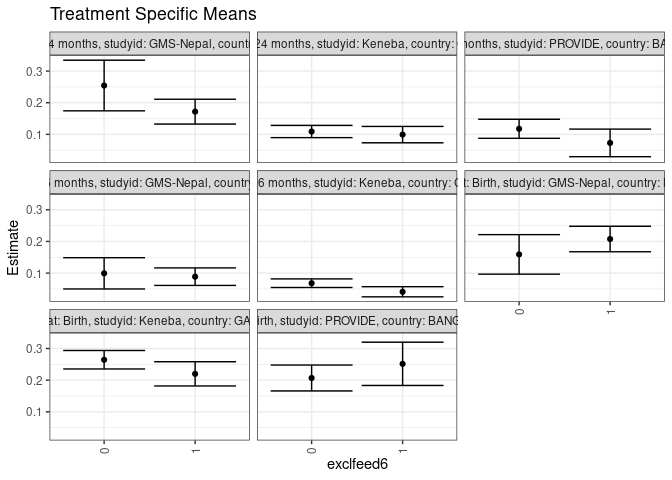 Treatment Specific Means
4 months, studyid: GMS-Nepal, countr
24 months, studyid: Keneba, country:
months, studyid: PROVIDE, country: BA
0.3
0.2
0.1
months, studyid: GMS-Nepal, country
6 months, studyid: Keneba, country:
t: Birth, studyid: GMS-Nepal, country:
0.3
0.2
0.1
Estimate
0
1
at: Birth, studyid: Keneba, country: GA
irth, studyid: PROVIDE, country: BANG
0.3
0.2
0.1
0
1
0
1
exclfeed6